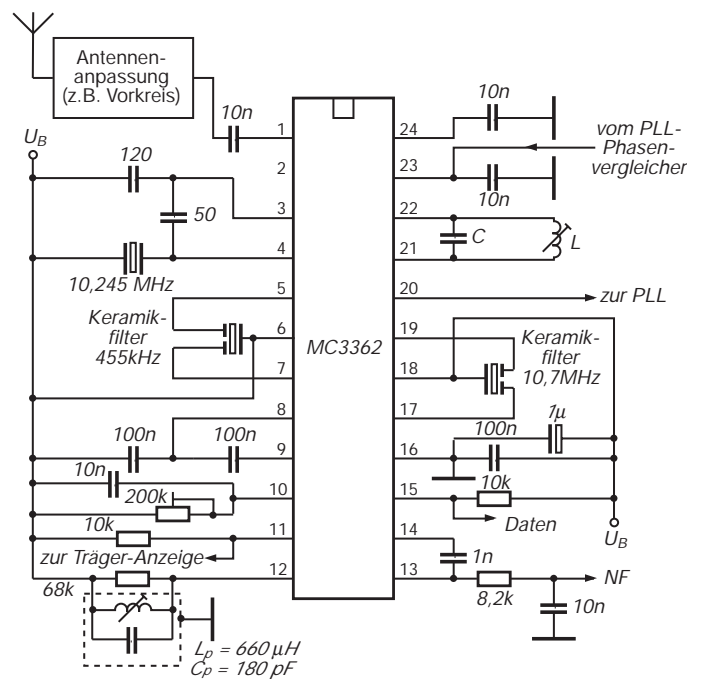 Antennen-
anpassung
(z.B. Vorkreis)
10n
10n
vom PLL-
Phasen-
vergleicher
10n
U_B
120
50
10,245 MHz
C
L
zur PLL
Keramik-
filter
455kHz
MC3362
Keramik-
filter
10,7MHz
1
2
3
4
5
6
7
8
9
10
11
12
24
23
22
21
20
19
18
17
16
15
14
13
100n
100n
10n
200k
10k
zur Träger-Anzeige
68k
L_p = 660 µH
C_p = 180 pF
1µ
100n
10k
Daten
U_B
1n
8,2k
NF
10n